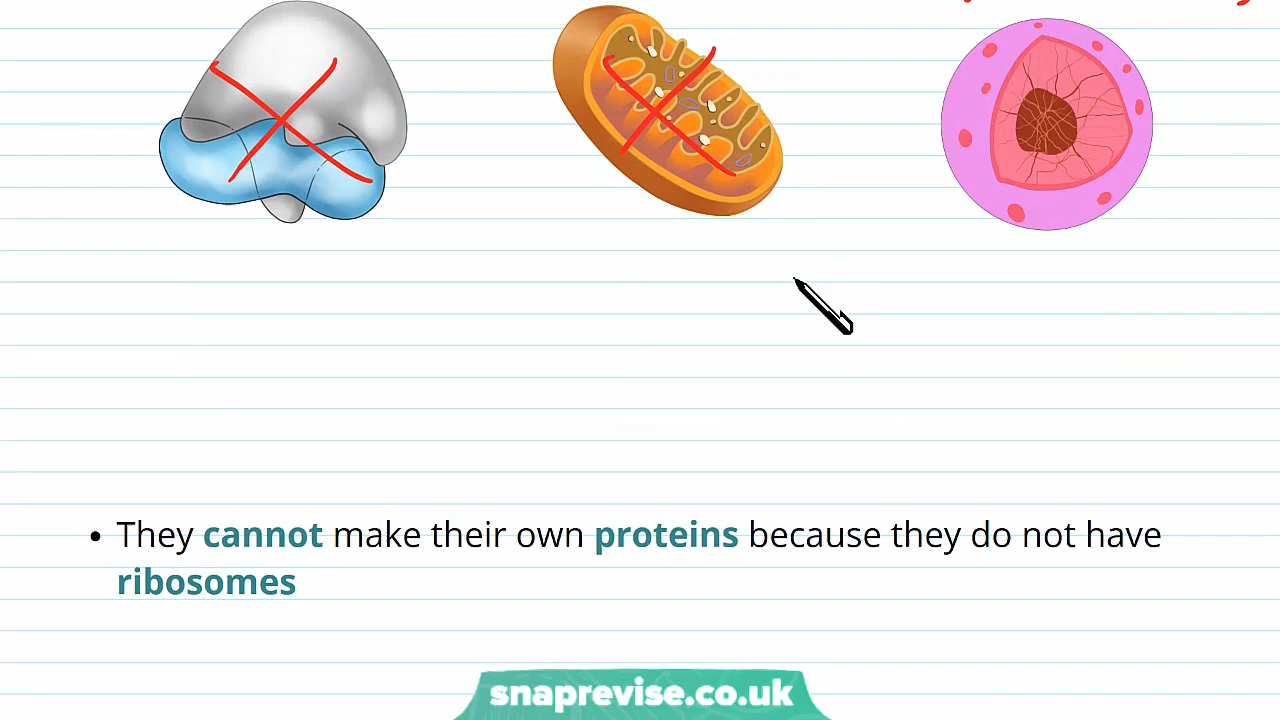 • They cannot make their own proteins because they do not have
ribosomes
snaprevise.co.uk